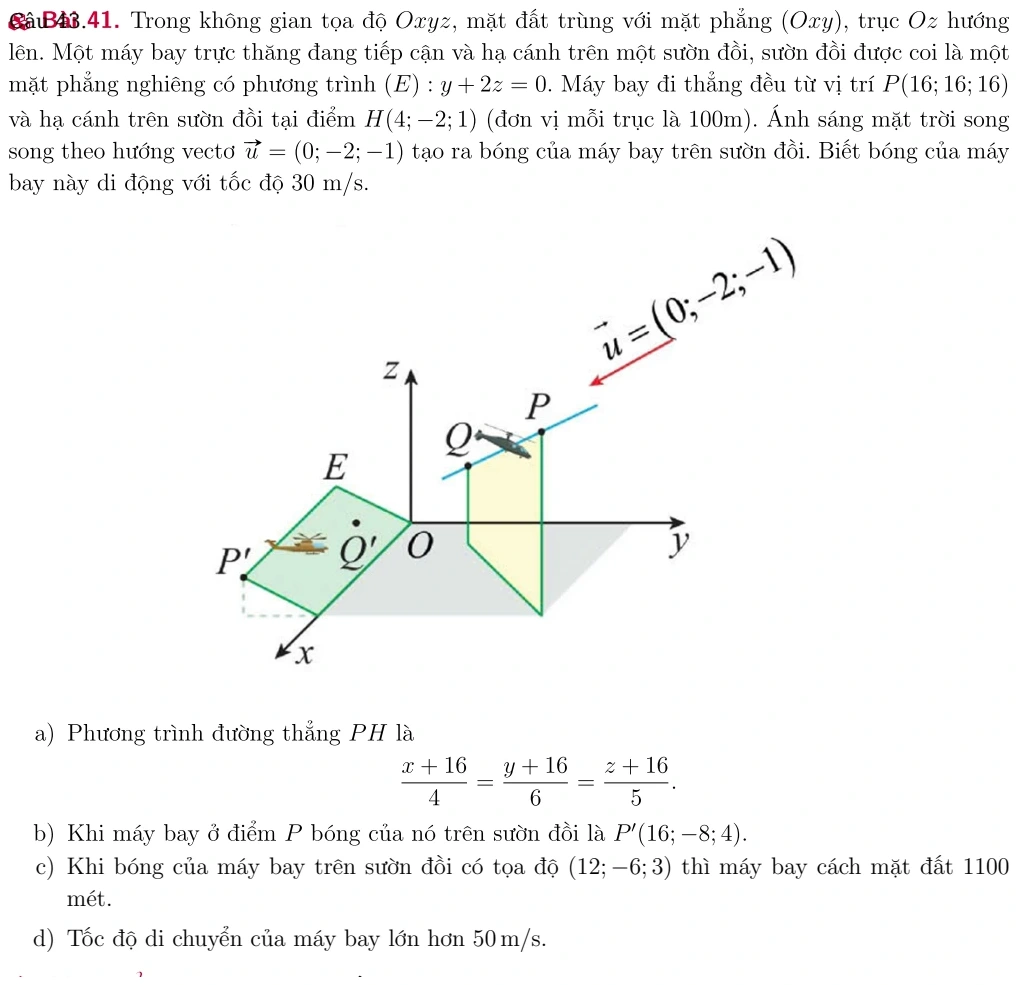 Câu 43. Bài 41. Trong không gian tọa độ Oxyz, mặt đất trùng với mặt phẳng (Oxy), trục Oz hướng
lên. Một máy bay trực thăng đang tiếp cận và hạ cánh trên một sườn đồi, sườn đồi được coi là một
mặt phẳng nghiêng có phương trình (E) : y + 2z = 0. Máy bay đi thẳng đều từ vị trí P(16; 16; 16)
và hạ cánh trên sườn đồi tại điểm H(4; −2; 1) (đơn vị mỗi trục là 100m). Ánh sáng mặt trời song
song theo hướng vectơ u⃗ = (0; −2; −1) tạo ra bóng của máy bay trên sườn đồi. Biết bóng của máy
bay này di động với tốc độ 30 m/s.
u⃗ = (0; −2; −1)
z
P
Q
E
Q'
O
P'
y
x
a) Phương trình đường thẳng PH là
(x + 16)/4 = (y + 16)/6 = (z + 16)/5.
b) Khi máy bay ở điểm P bóng của nó trên sườn đồi là P′(16; −8; 4).
c) Khi bóng của máy bay trên sườn đồi có tọa độ (12; −6; 3) thì máy bay cách mặt đất 1100
mét.
d) Tốc độ di chuyển của máy bay lớn hơn 50 m/s.